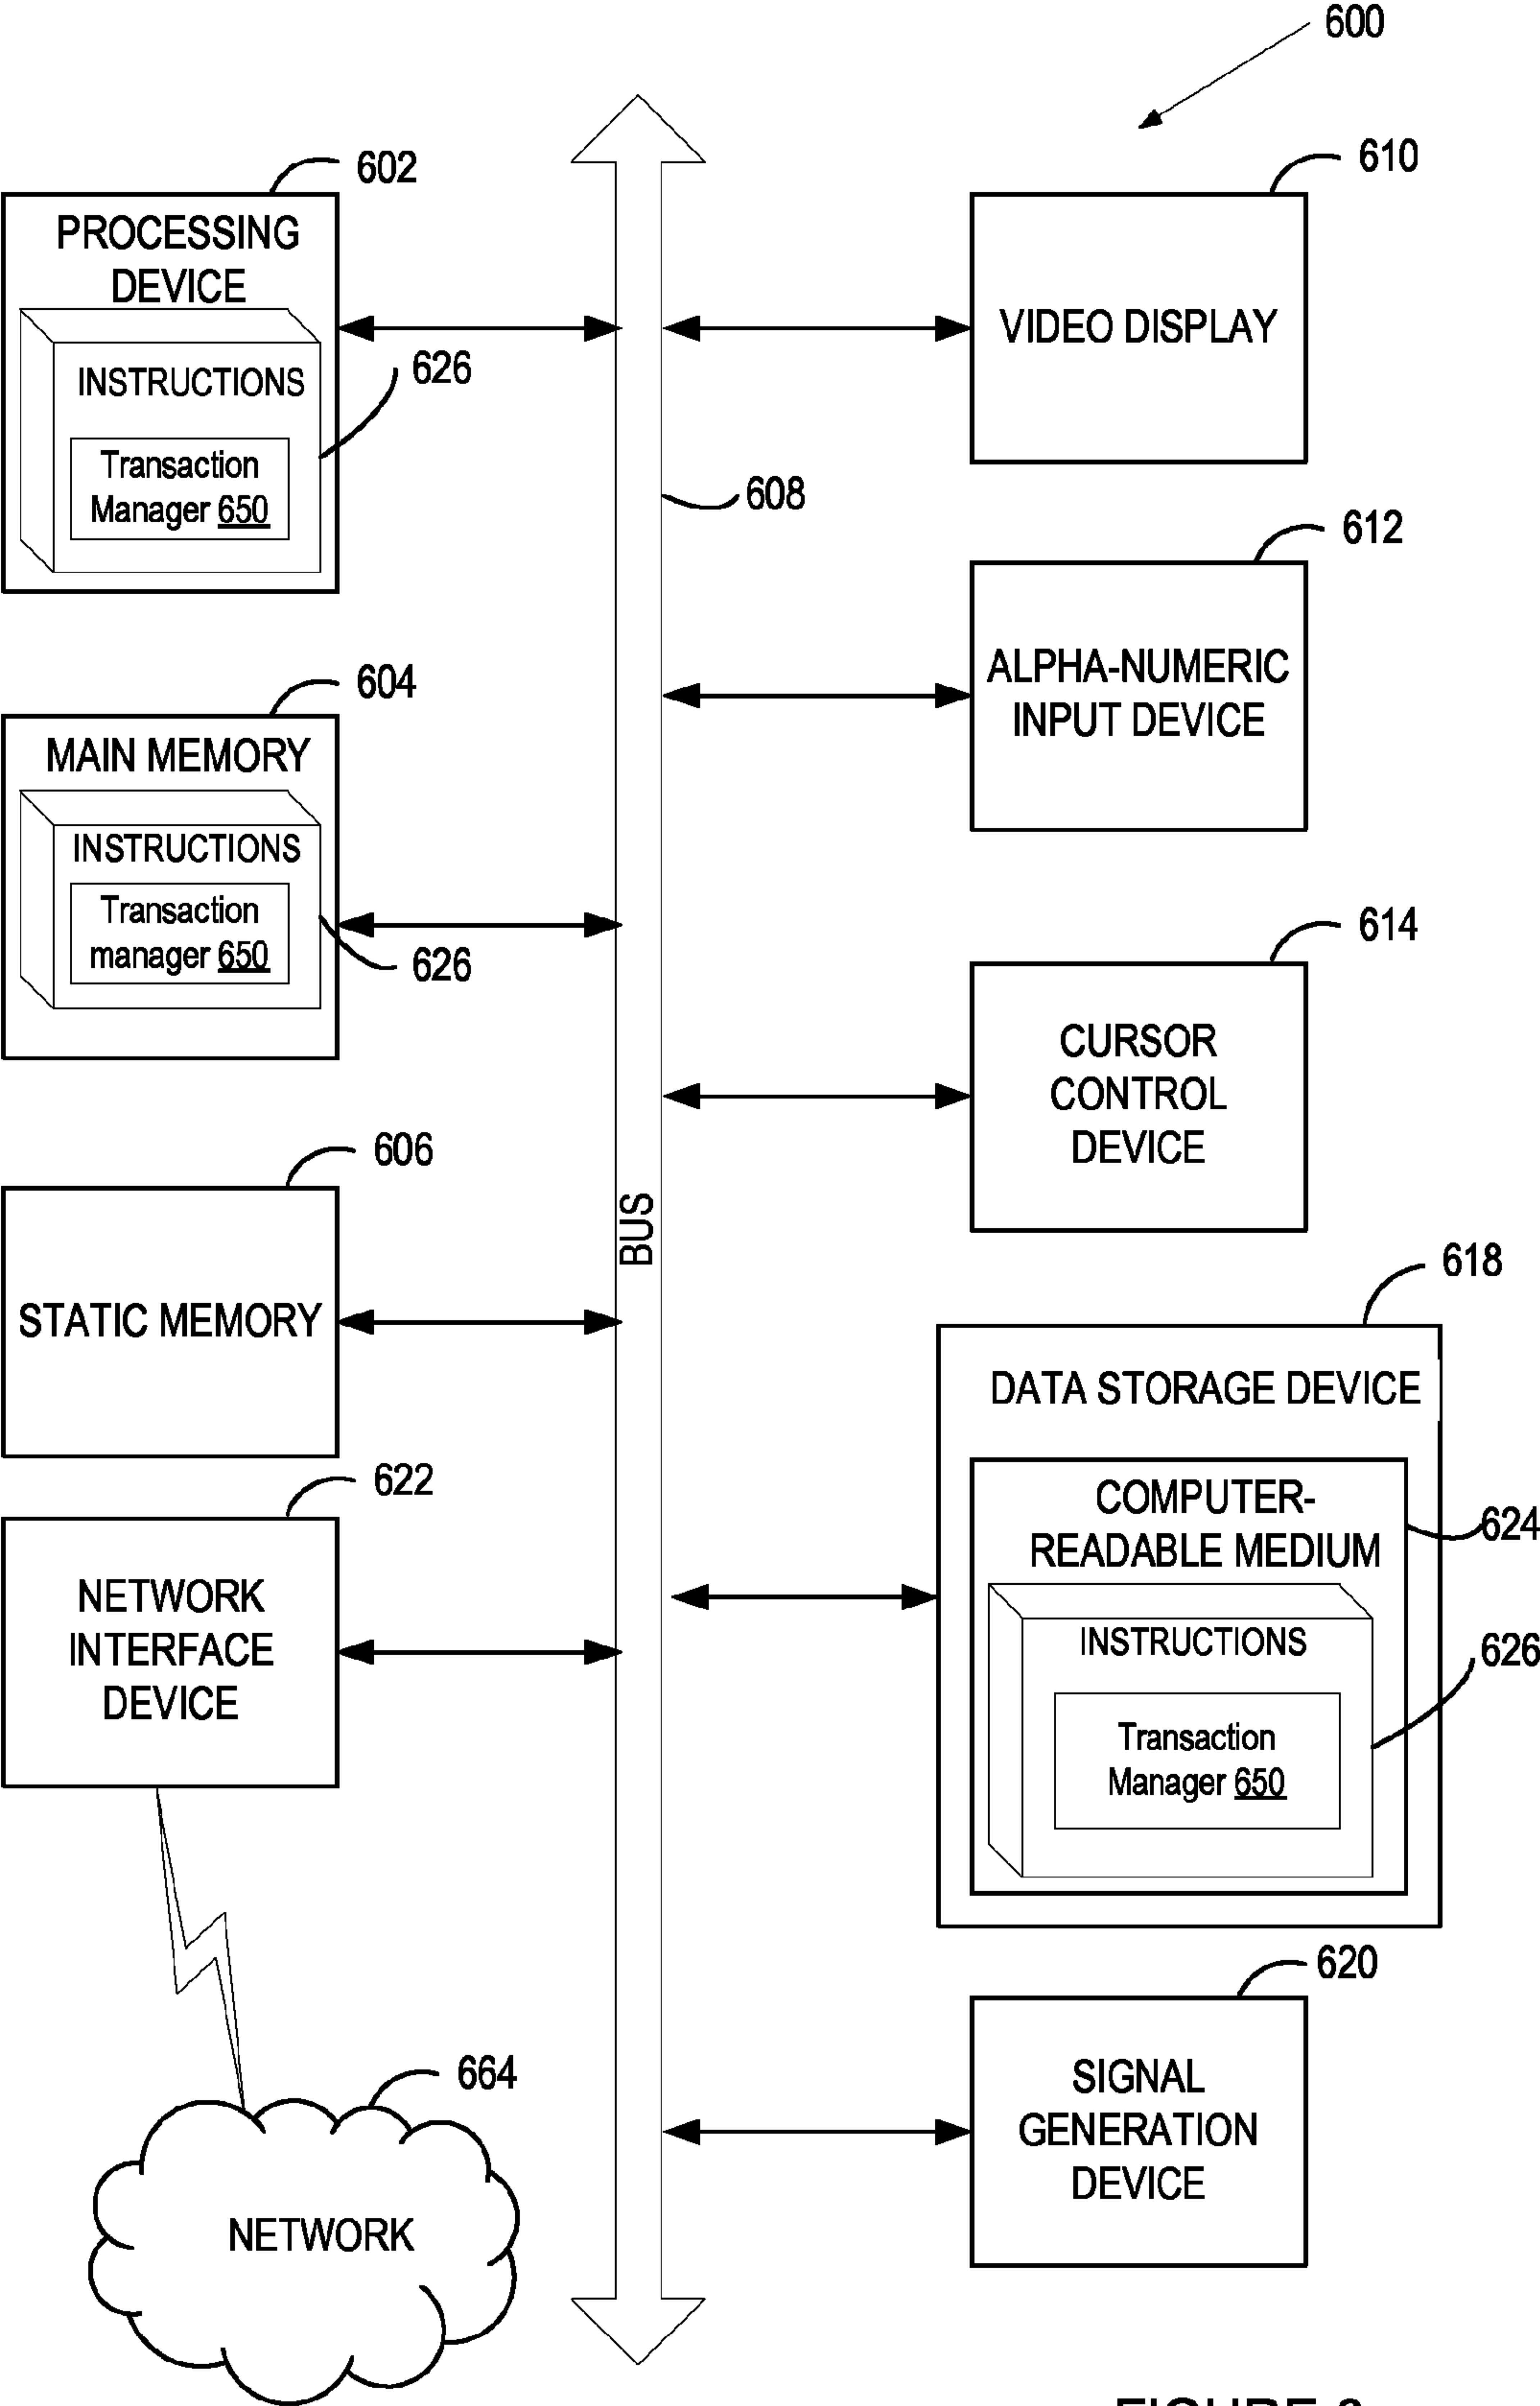 600
602
PROCESSING
DEVICE
INSTRUCTIONS
626
Transaction
Manager 650
604
MAIN MEMORY
INSTRUCTIONS
Transaction
manager 650
626
606
STATIC MEMORY
622
NETWORK
INTERFACE
DEVICE
664
NETWORK
608
BUS
610
VIDEO DISPLAY
612
ALPHA-NUMERIC
INPUT DEVICE
614
CURSOR
CONTROL
DEVICE
618
DATA STORAGE DEVICE
COMPUTER-
READABLE MEDIUM
624
INSTRUCTIONS
626
Transaction
Manager 650
620
SIGNAL
GENERATION
DEVICE
FIGURE